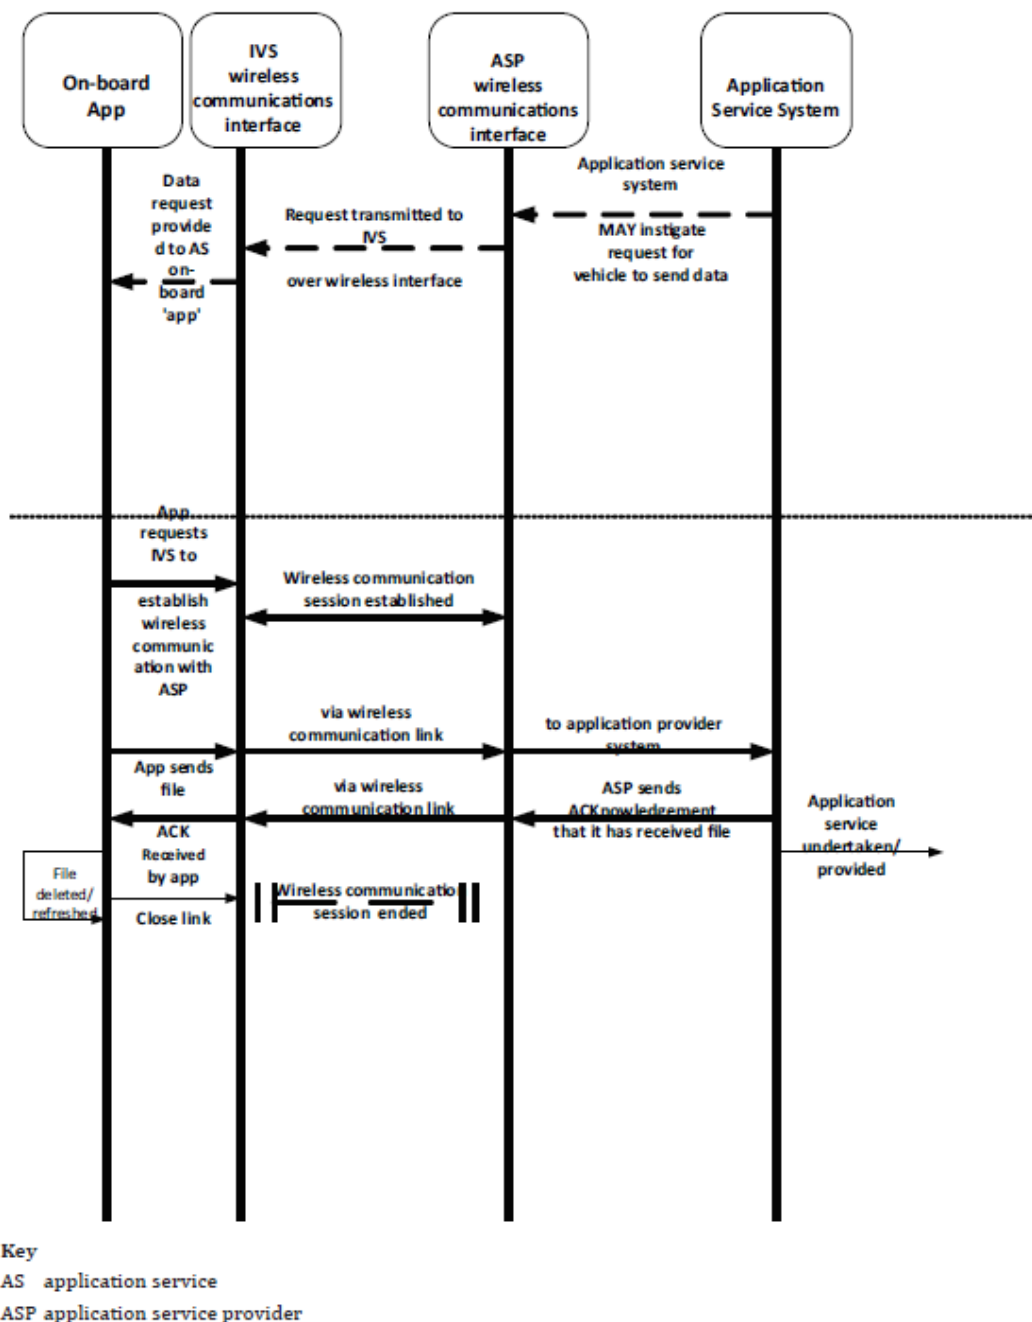 On-board
App
IVS
wireless
communications
interface
ASP
wireless
communications
interface
Application
Service System
Application service
system
MAY instigate
request for
vehicle to send data
Request transmitted to
IVS
over wireless interface
Data
request
provide
d to AS
on-
board
'app'
App
requests
IVS to
establish
wireless
communic
ation with
ASP
Wireless communication
session established
App sends
file
via wireless
communication link
to application provider
system
ASP sends
ACKnowledgement
that it has received file
via wireless
communication link
ACK
Received
by app
Application
service
undertaken/
provided
File
deleted/
refreshed
Close link
Wireless communicatio
session ended
Key
AS application service
ASP application service provider